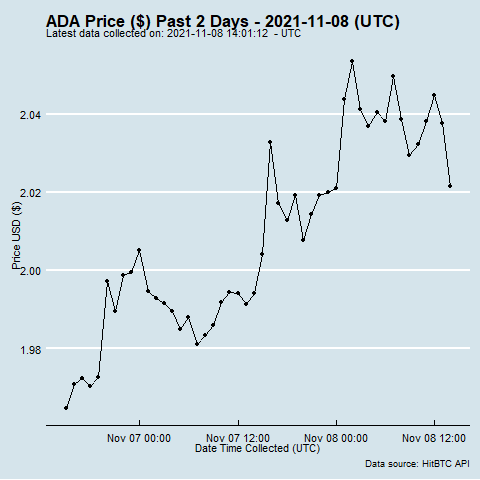 ADA Price ($) Past 2 Days - 2021-11-08 (UTC)
Latest data collected on: 2021-11-08 14:01:12  - UTC
Price USD ($)
2.04
2.02
2.00
1.98
Nov 07 00:00 Nov 07 12:00 Nov 08 00:00 Nov 08 12:00
Date Time Collected (UTC)
Data source: HitBTC API